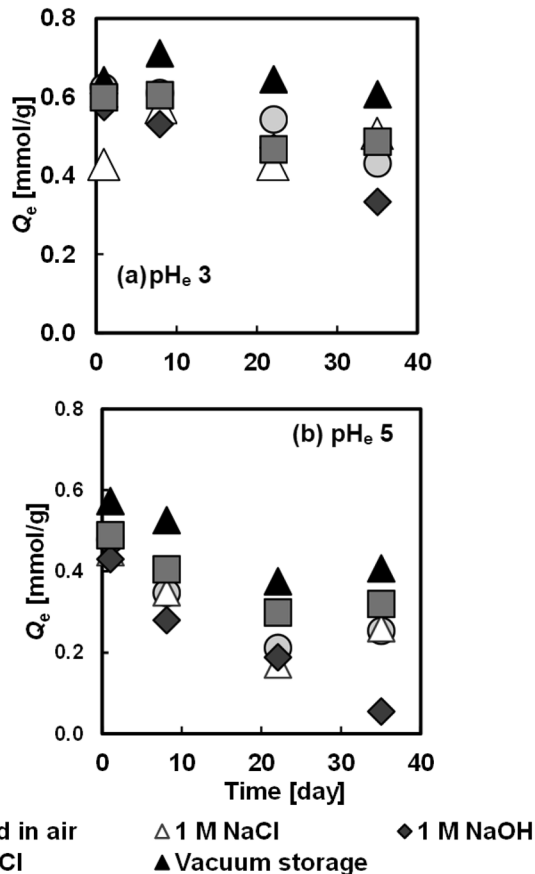 0.8
0.6
0.4
0.2
0.0
Qe [mmol/g]
(a)pHe 3
0 10 20 30 40
0.8
0.6
0.4
0.2
0.0
Qe [mmol/g]
(b) pHe 5
0 10 20 30 40
Time [day]
in air 1 M NaCl 1 M NaOH
Vacuum storage